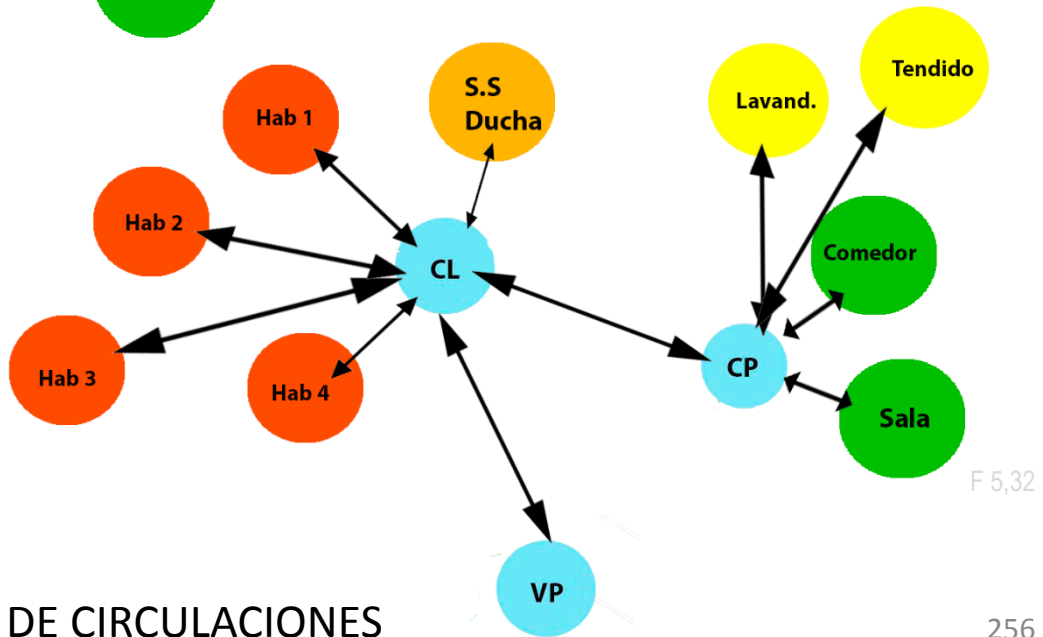 Tendido
S.S
Ducha
Lavand.
Hab 1
Hab 2
Comedor
CL
CP
Hab 3
Hab 4
Sala
F 5,32
VP
DE CIRCULACIONES
256